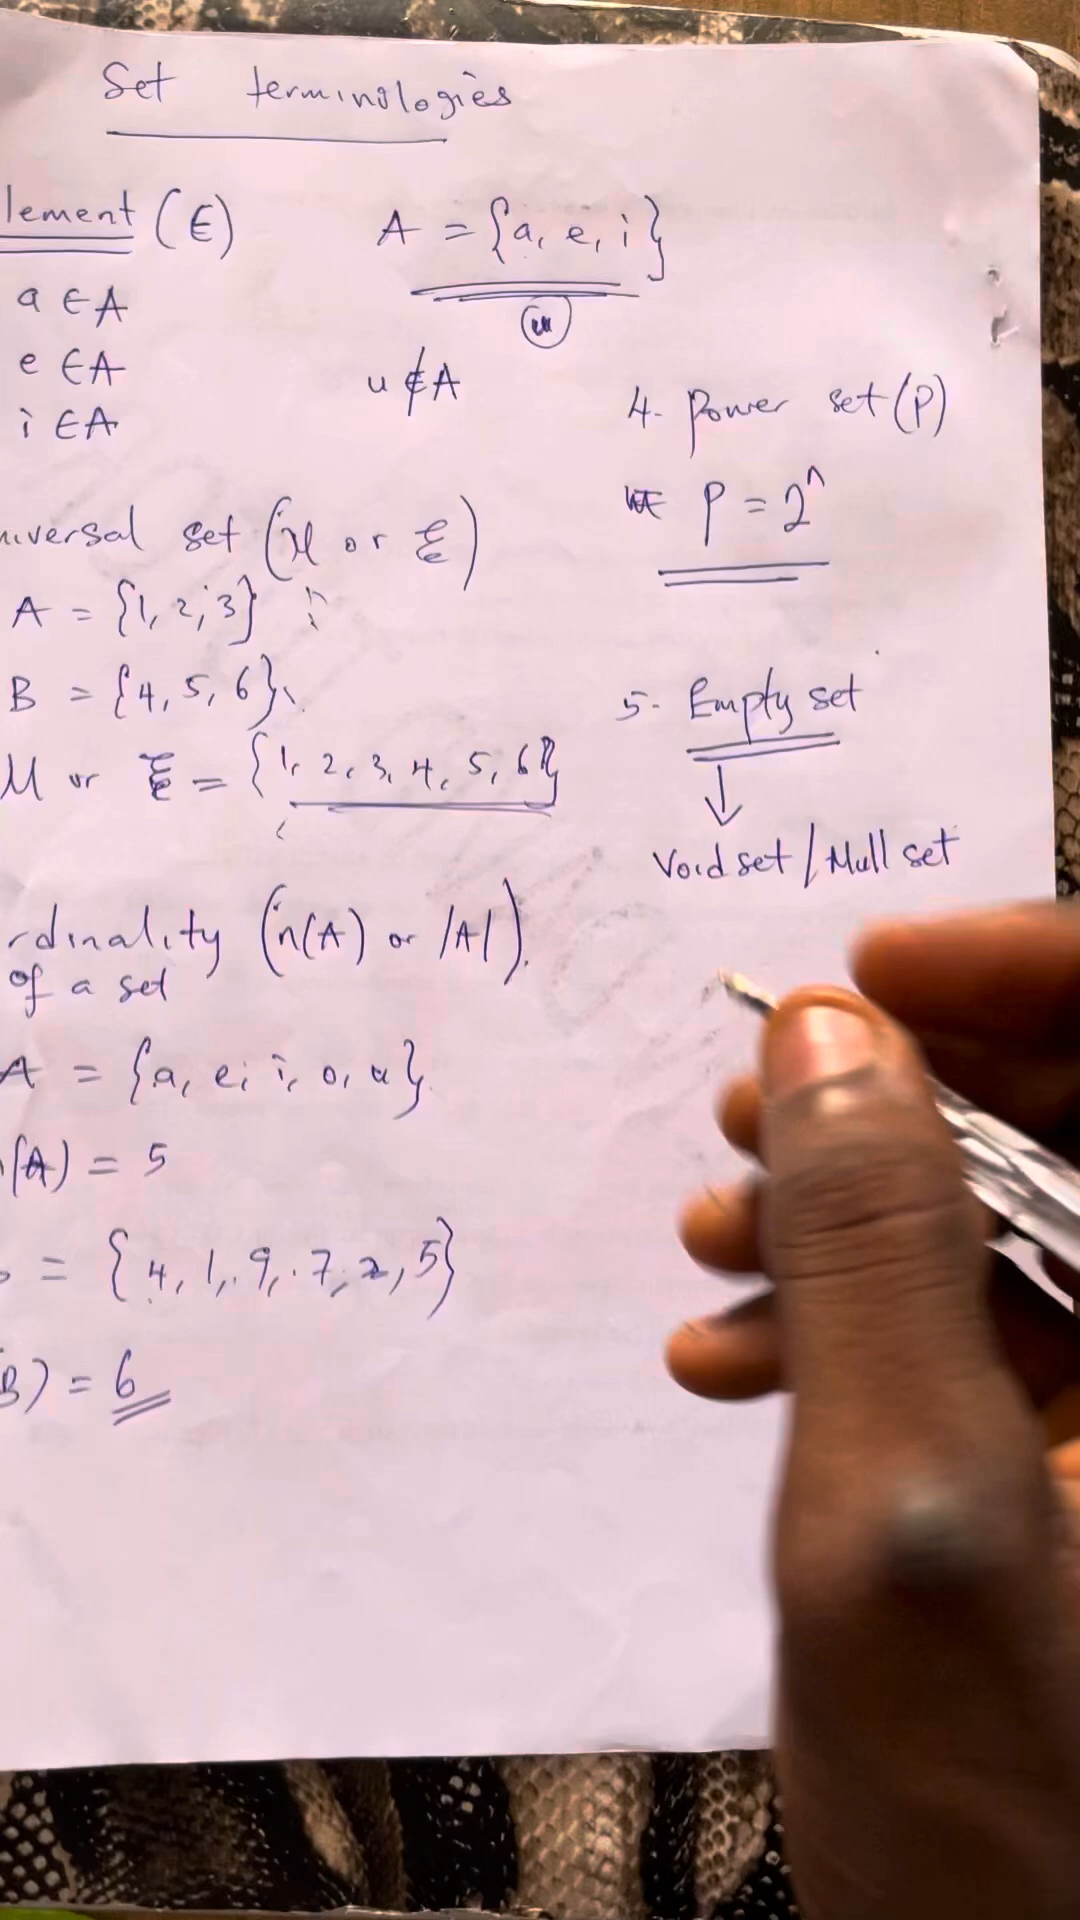 Set terminologies
lement (∈)
A = {a, e, i}
a ∈ A
e ∈ A
u ∉ A
i ∈ A
4. Power set (P)
P = 2^n
niversal set (μ or ξ)
A = {1, 2, 3}
B = {4, 5, 6}
5. Empty set
μ or ξ = {1, 2, 3, 4, 5, 6}
Void set / Null set
rdinality (n(A) or |A|).
of a set
A = {a, e, i, o, u}
(A) = 5
= {4, 1, 9, 7, 2, 5}
B) = 6